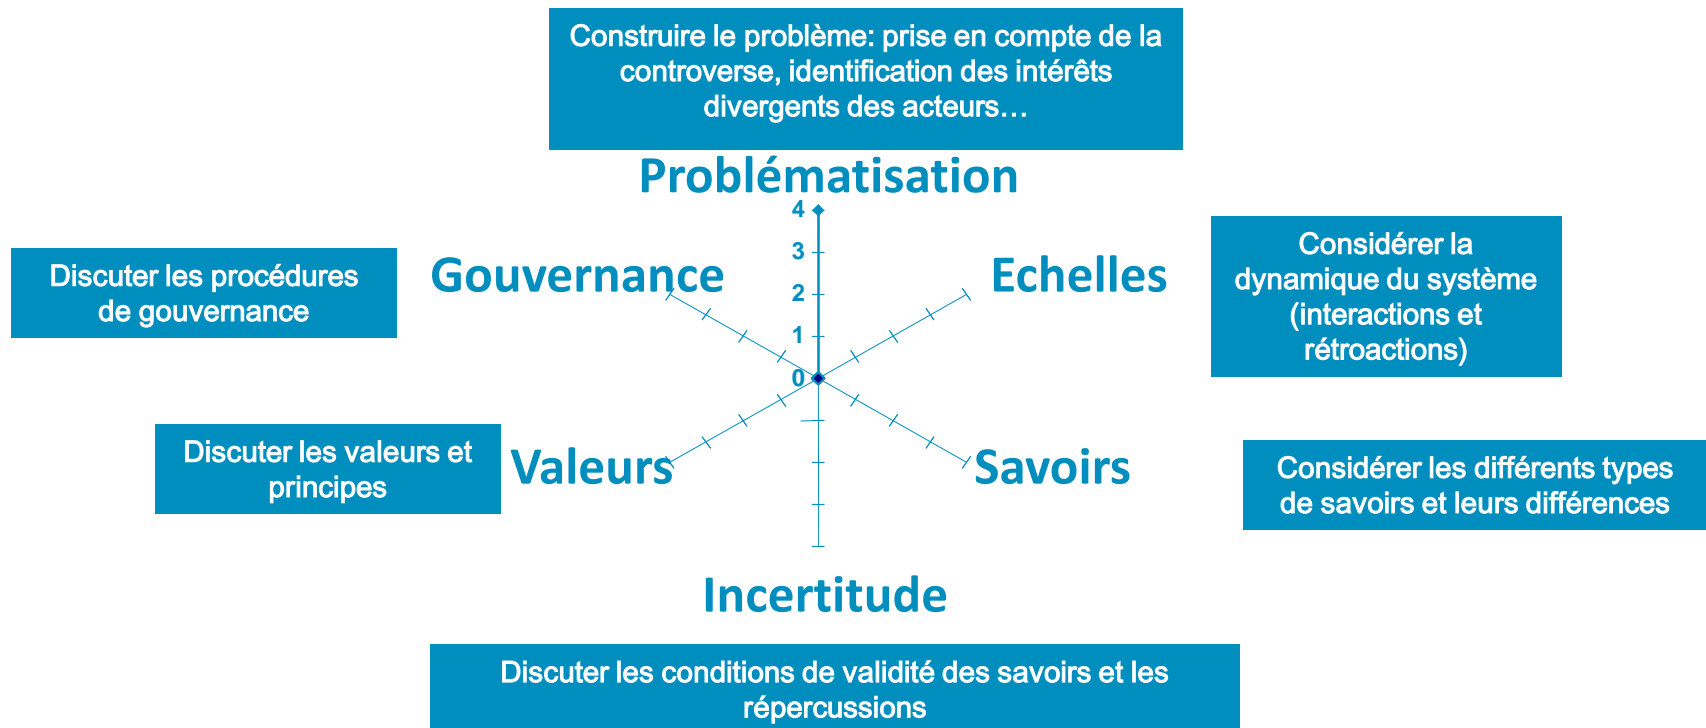 Construire le problème: prise en compte de la
controverse, identification des intérêts
divergents des acteurs…
Problématisation
4
3
2
1
0
Gouvernance
Echelles
Discuter les procédures
de gouvernance
Considérer la
dynamique du système
(interactions et
rétroactions)
Discuter les valeurs et
principes
Valeurs
Savoirs
Considérer les différents types
de savoirs et leurs différences
Incertitude
Discuter les conditions de validité des savoirs et les
répercussions